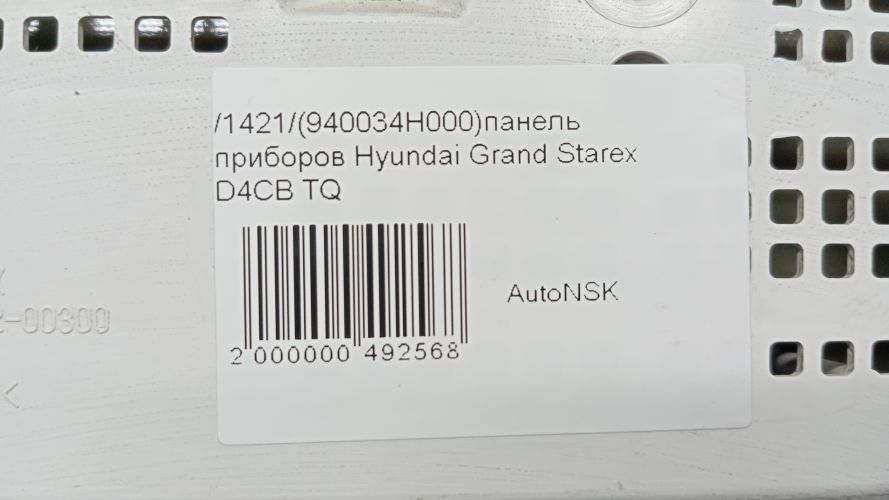 /1421/(940034H000)панель
приборов Hyundai Grand Starex
D4CB TQ
AutoNSK
2 000000 492568
-00300